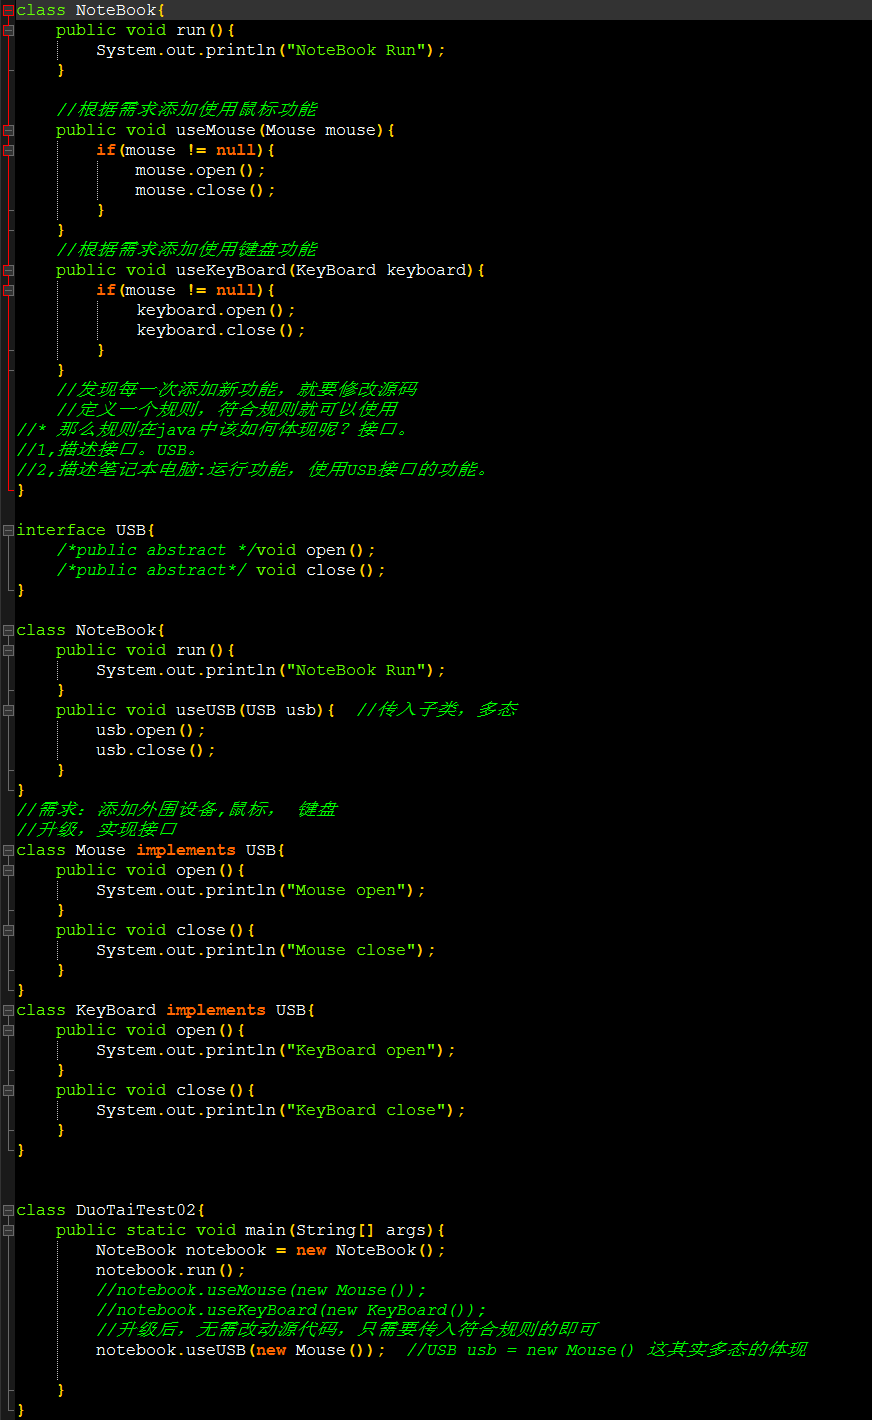 class NoteBook{
    public void run(){
        System.out.println("NoteBook Run");
    }

    //根据需求添加使用鼠标功能
    public void useMouse(Mouse mouse){
        if(mouse != null){
            mouse.open();
            mouse.close();
        }
    }
    //根据需求添加使用键盘功能
    public void useKeyBoard(KeyBoard keyboard){
        if(mouse != null){
            keyboard.open();
            keyboard.close();
        }
    }
    //发现每一次添加新功能，就要修改源码
    //定义一个规则，符合规则就可以使用
//* 那么规则在java中该如何体现呢？接口。
//1,描述接口。USB。
//2,描述笔记本电脑:运行功能，使用USB接口的功能。
}

interface USB{
    /*public abstract */void open();
    /*public abstract*/ void close();
}

class NoteBook{
    public void run(){
        System.out.println("NoteBook Run");
    }
    public void useUSB(USB usb){  //传入子类，多态
        usb.open();
        usb.close();
    }
}
//需求：添加外围设备,鼠标， 键盘
//升级，实现接口
class Mouse implements USB{
    public void open(){
        System.out.println("Mouse open");
    }
    public void close(){
        System.out.println("Mouse close");
    }
}
class KeyBoard implements USB{
    public void open(){
        System.out.println("KeyBoard open");
    }
    public void close(){
        System.out.println("KeyBoard close");
    }
}


class DuoTaiTest02{
    public static void main(String[] args){
        NoteBook notebook = new NoteBook();
        notebook.run();
        //notebook.useMouse(new Mouse());
        //notebook.useKeyBoard(new KeyBoard());
        //升级后，无需改动源代码，只需要传入符合规则的即可
        notebook.useUSB(new Mouse());  //USB usb = new Mouse() 这其实多态的体现

    }
}